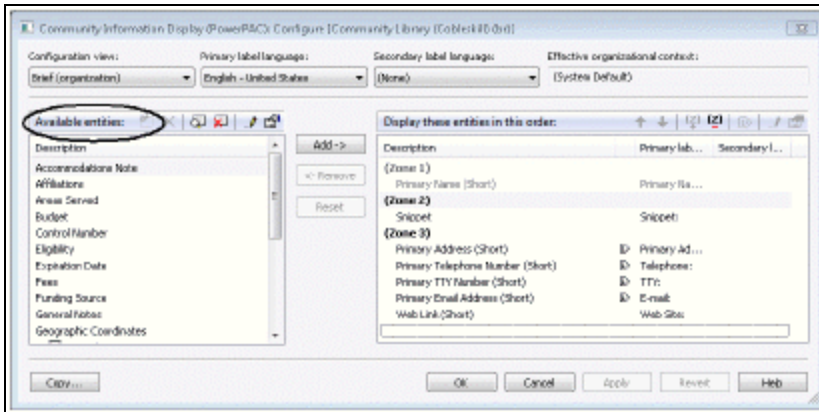 Community Information Display (PowerPAC): Configure [Community Library (Cobleskill) (br)]
Configuration view: Primary label language: Secondary label language: Effective organizational context:
Brief (organization) English - United States (None) (System Default)
Available entities: Display these entities in this order:
Description Add -> Description Primary lab... Secondary l...
Accommodations Note (Zone 1)
Affiliations <- Remove Primary Name (Short) Primary Na...
Areas Served (Zone 2)
Budget Reset Snippet Snippet:
Control Number (Zone 3)
Eligibility Primary Address (Short) Primary Ad...
Expiration Date Primary Telephone Number (Short) Telephone:
Fees Primary TTY Number (Short) TTY:
Funding Source Primary Email Address (Short) E-mail:
General Notes Web Link (Short) Web Site:
Geographic Coordinates
Copy... OK Cancel Apply Revert Help